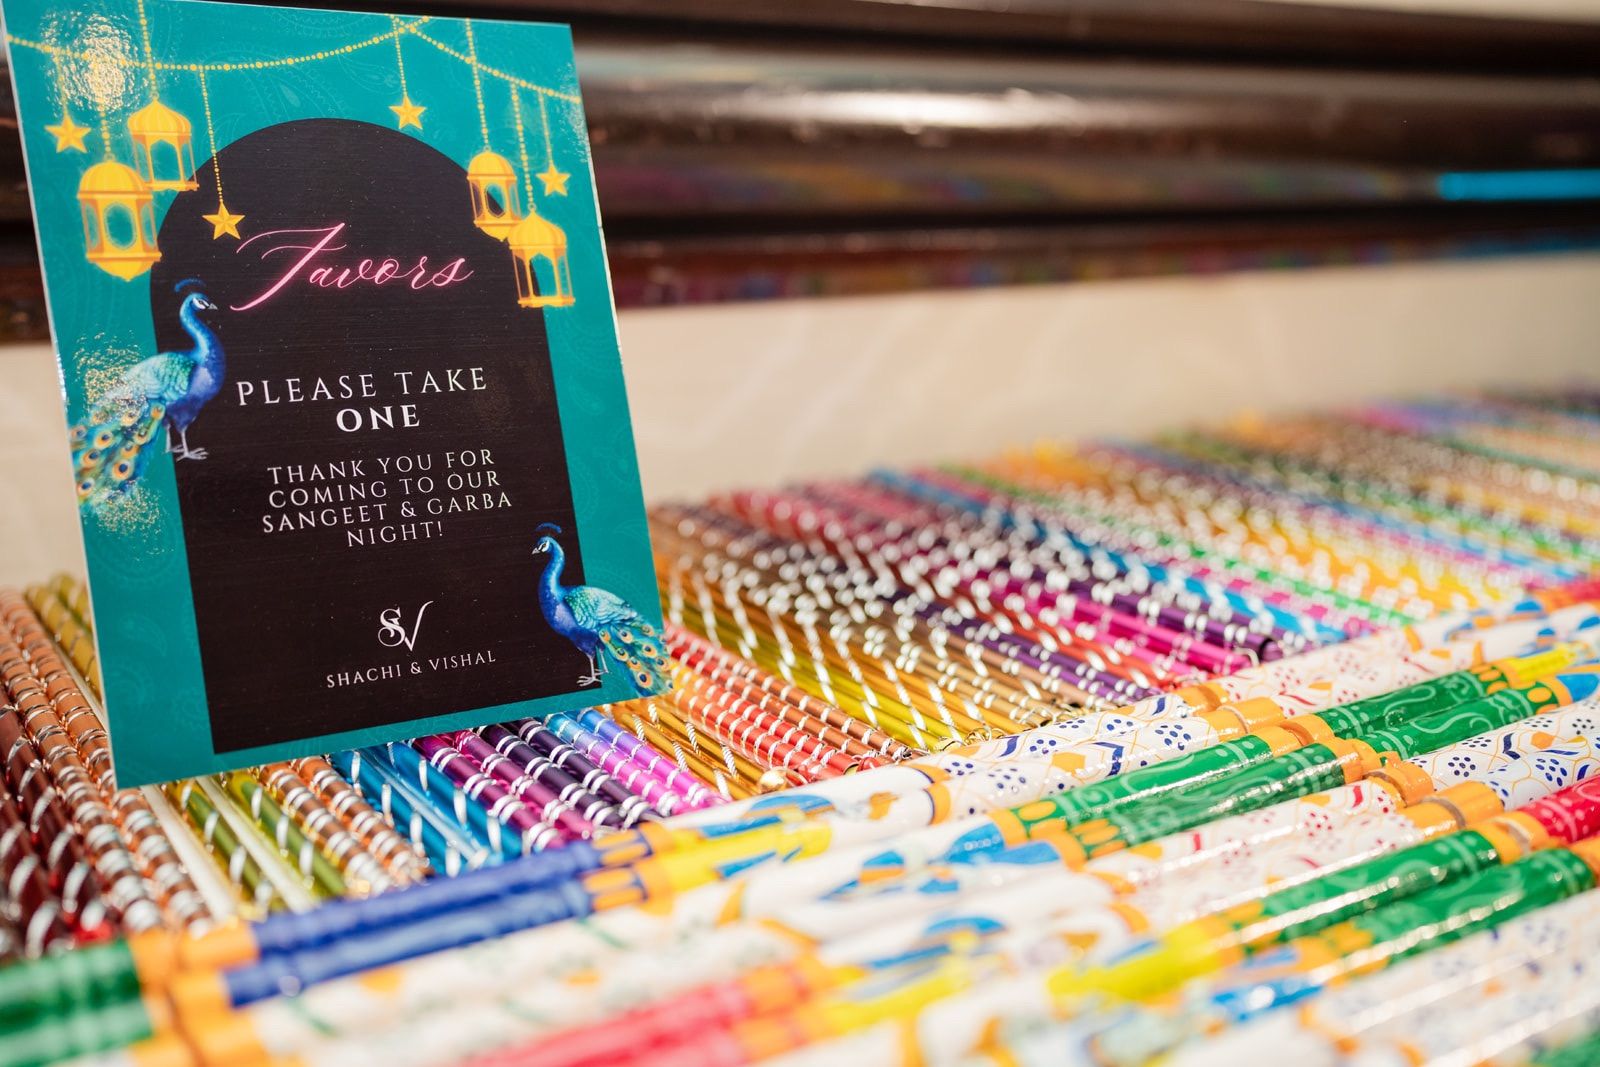 Favors
PLEASE TAKE
ONE
THANK YOU FOR
COMING TO OUR
SANGEET & GARBA
NIGHT!
SV
SHACHI & VISHAL